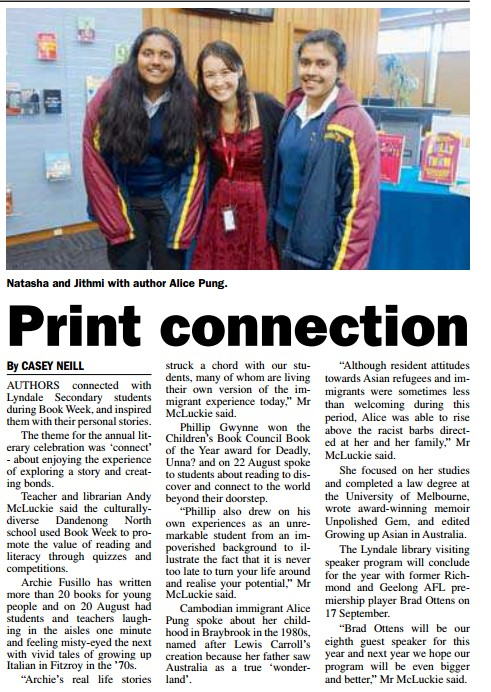 Natasha and Jithmi with author Alice Pung.
Print connection
By CASEY NEILL
AUTHORS connected with
Lyndale Secondary students
during Book Week, and inspired
them with their personal stories.
The theme for the annual lit-
erary celebration was ‘connect’
- about enjoying the experience
of exploring a story and creat-
ing bonds.
Teacher and librarian Andy
McLuckie said the culturally-
diverse Dandenong North
school used Book Week to pro-
mote the value of reading and
literacy through quizzes and
competitions.
Archie Fusillo has written
more than 20 books for young
people and on 20 August had
students and teachers laugh-
ing in the aisles one minute
and feeling misty-eyed the next
with vivid tales of growing up
Italian in Fitzroy in the ’70s.
“Archie’s real life stories
struck a chord with our stu-
dents, many of whom are living
their own version of the im-
migrant experience today,” Mr
McLuckie said.
Phillip Gwynne won the
Children’s Book Council Book
of the Year award for Deadly,
Unna? and on 22 August spoke
to students about reading to dis-
cover and connect to the world
beyond their doorstep.
“Phillip also drew on his
own experiences as an unre-
markable student from an im-
poverished background to il-
lustrate the fact that it is never
too late to turn your life around
and realise your potential,” Mr
McLuckie said.
Cambodian immigrant Alice
Pung spoke about her child-
hood in Braybrook in the 1980s,
named after Lewis Carroll’s
creation because her father saw
Australia as a true ‘wonder-
land’.
“Although resident attitudes
towards Asian refugees and im-
migrants were sometimes less
than welcoming during this
period, Alice was able to rise
above the racist barbs direct-
ed at her and her family,” Mr
McLuckie said.
She focused on her studies
and completed a law degree at
the University of Melbourne,
wrote award-winning memoir
Unpolished Gem, and edited
Growing up Asian in Australia.
The Lyndale library visiting
speaker program will conclude
for the year with former Rich-
mond and Geelong AFL pre-
miership player Brad Ottens on
17 September.
“Brad Ottens will be our
eighth guest speaker for this
year and next year we hope our
program will be even bigger
and better,” Mr McLuckie said.